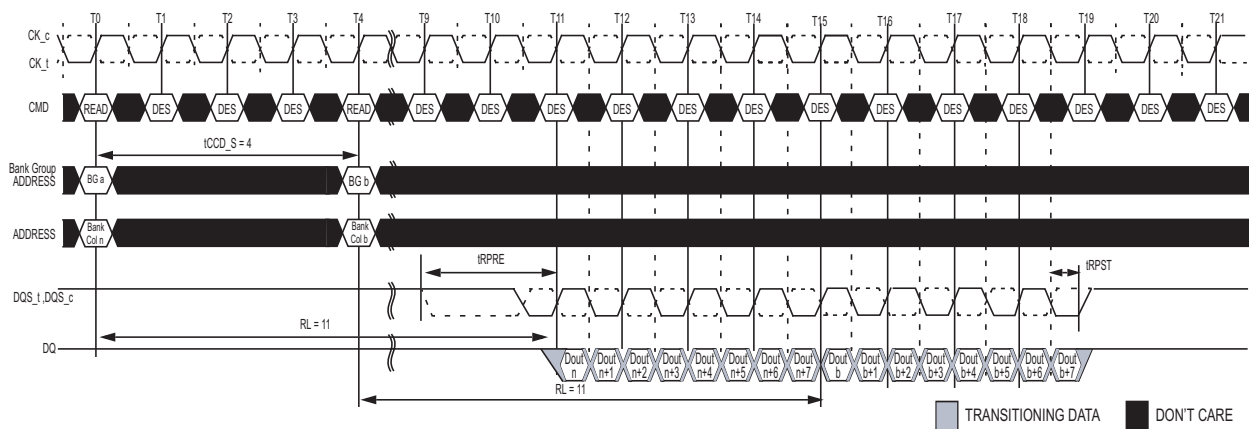 T0 T1 T2 T3 T4 T9 T10 T11 T12 T13 T14 T15 T16 T17 T18 T19 T20 T21
CK_c
CK_t
CMD READ DES DES DES READ DES DES DES DES DES DES DES DES DES DES DES DES DES
tCCD_S = 4
Bank Group
ADDRESS BG a BG b
ADDRESS Bank Col n Bank Col b
tRPRE tRPST
DQS_t ,DQS_c
RL = 11
DQ Dout n Dout n+1 Dout n+2 Dout n+3 Dout n+4 Dout n+5 Dout n+6 Dout n+7 Dout b Dout b+1 Dout b+2 Dout b+3 Dout b+4 Dout b+5 Dout b+6 Dout b+7
RL = 11
TRANSITIONING DATA DON'T CARE